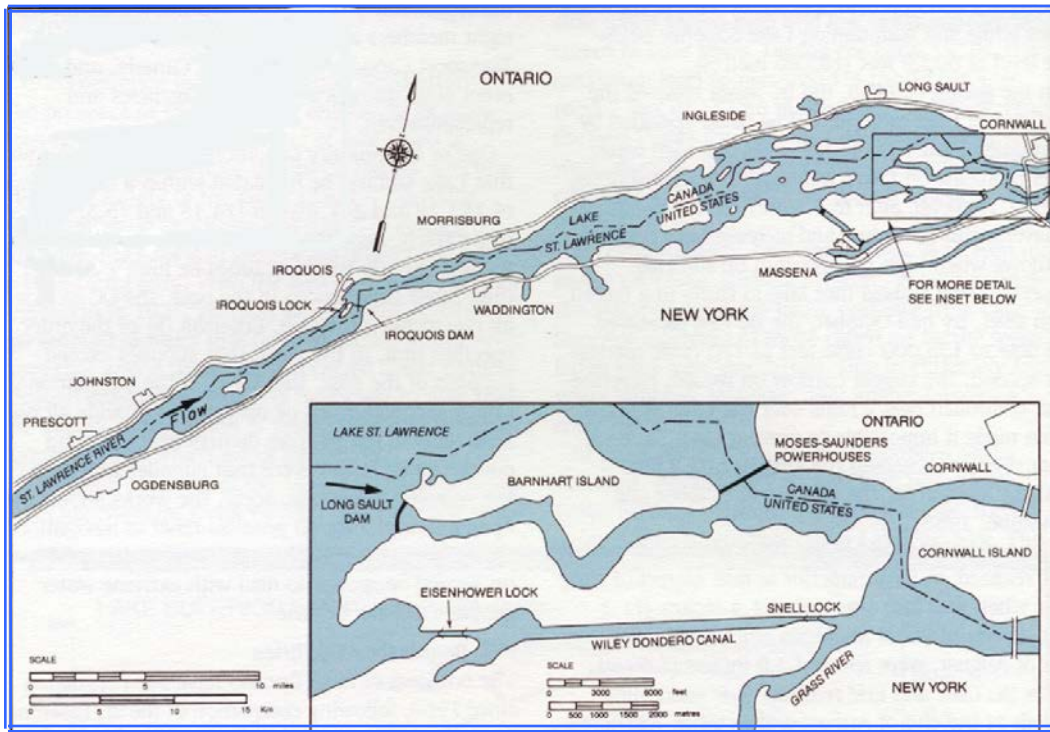 ONTARIO
LONG SAULT
INGLESIDE
CORNWALL
CANADA
UNITED STATES
LAKE
ST. LAWRENCE
MORRISBURG
MASSENA
FOR MORE DETAIL
SEE INSET BELOW
IROQUOIS
IROQUOIS LOCK
WADDINGTON
NEW YORK
IROQUOIS DAM
JOHNSTON
Flow
PRESCOTT
ST. LAWRENCE RIVER
OGDENSBURG
LAKE ST. LAWRENCE
ONTARIO
MOSES-SAUNDERS
POWERHOUSES
CORNWALL
BARNHART ISLAND
CANADA
UNITED STATES
LONG SAULT
DAM
CORNWALL ISLAND
EISENHOWER LOCK
SNELL LOCK
WILEY DONDERO CANAL
GRASS RIVER
NEW YORK
SCALE
0 5 10 miles
0 5 10 15 Km
SCALE
0 3000 6000 feet
0 500 1000 1500 2000 metres